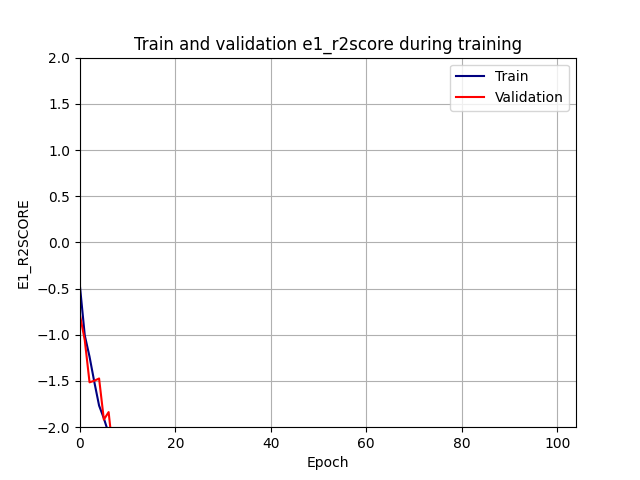 Train and validation e1_r2score during training
Train
Validation
2.0
1.5
1.0
0.5
0.0
−0.5
−1.0
−1.5
−2.0
E1_R2SCORE
0 20 40 60 80 100
Epoch